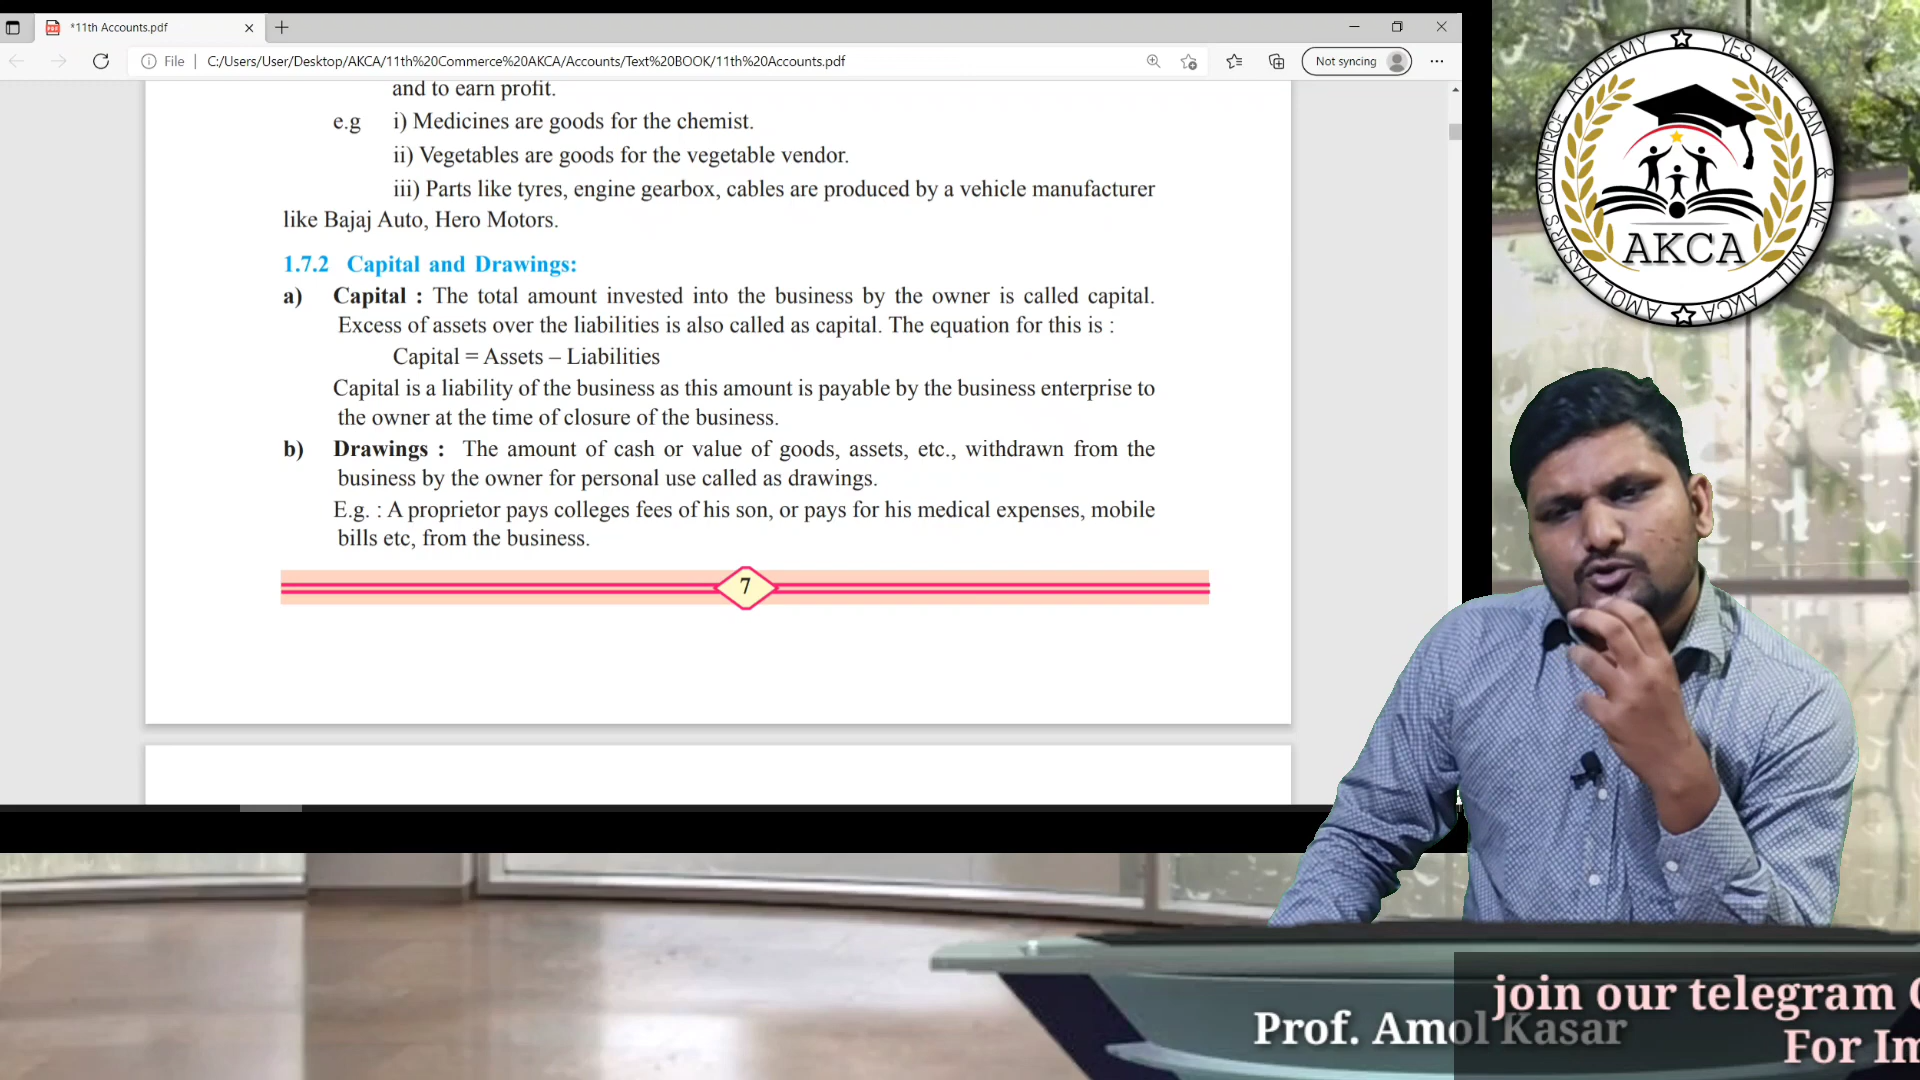 *11th Accounts.pdf
File | C:/Users/User/Desktop/AKCA/11th%20Commerce%20AKCA/Accounts/Text%20BOOK/11th%20Accounts.pdf
Not syncing
and to earn profit.
e.g i) Medicines are goods for the chemist.
ii) Vegetables are goods for the vegetable vendor.
iii) Parts like tyres, engine gearbox, cables are produced by a vehicle manufacturer
like Bajaj Auto, Hero Motors.
1.7.2 Capital and Drawings:
a) Capital : The total amount invested into the business by the owner is called capital.
Excess of assets over the liabilities is also called as capital. The equation for this is :
Capital = Assets – Liabilities
Capital is a liability of the business as this amount is payable by the business enterprise to
the owner at the time of closure of the business.
b) Drawings : The amount of cash or value of goods, assets, etc., withdrawn from the
business by the owner for personal use called as drawings.
E.g. : A proprietor pays colleges fees of his son, or pays for his medical expenses, mobile
bills etc, from the business.
7
AMOL KASAR'S COMMERCE ACADEMY
YES WE CAN & WE WILL
AKCA
AKCA
join our telegram
Prof. Amol Kasar
For Im